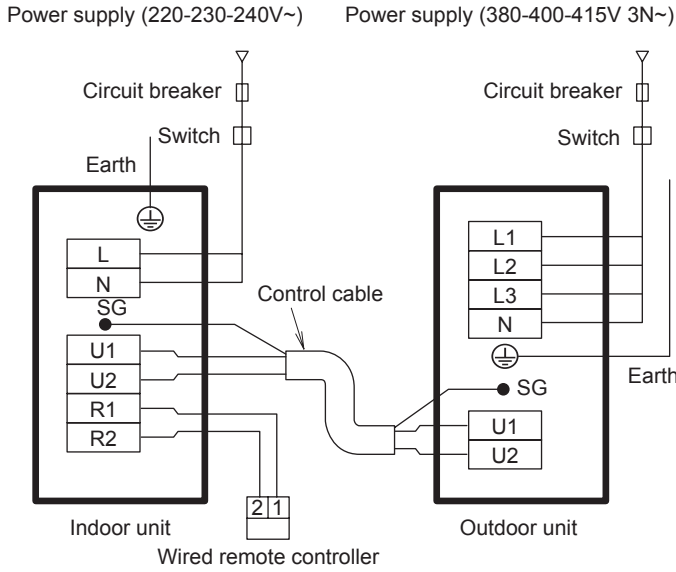 Power supply (220-230-240V~)
Power supply (380-400-415V 3N~)
Circuit breaker
Circuit breaker
Switch
Switch
Earth
L
N
SG
U1
U2
R1
R2
Control cable
L1
L2
L3
N
Earth
SG
U1
U2
2 1
Indoor unit
Outdoor unit
Wired remote controller